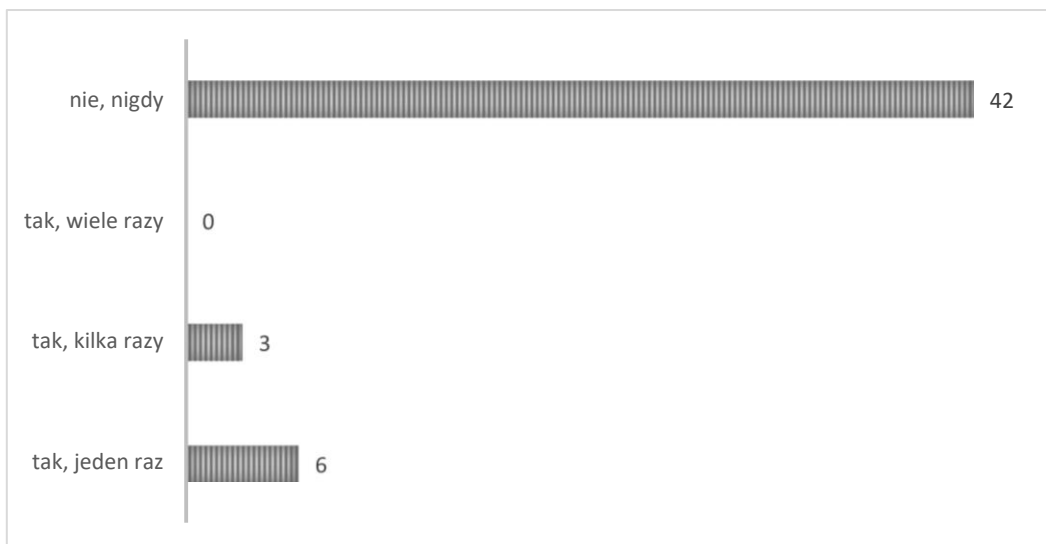 nie, nigdy 42
tak, wiele razy 0
tak, kilka razy 3
tak, jeden raz 6